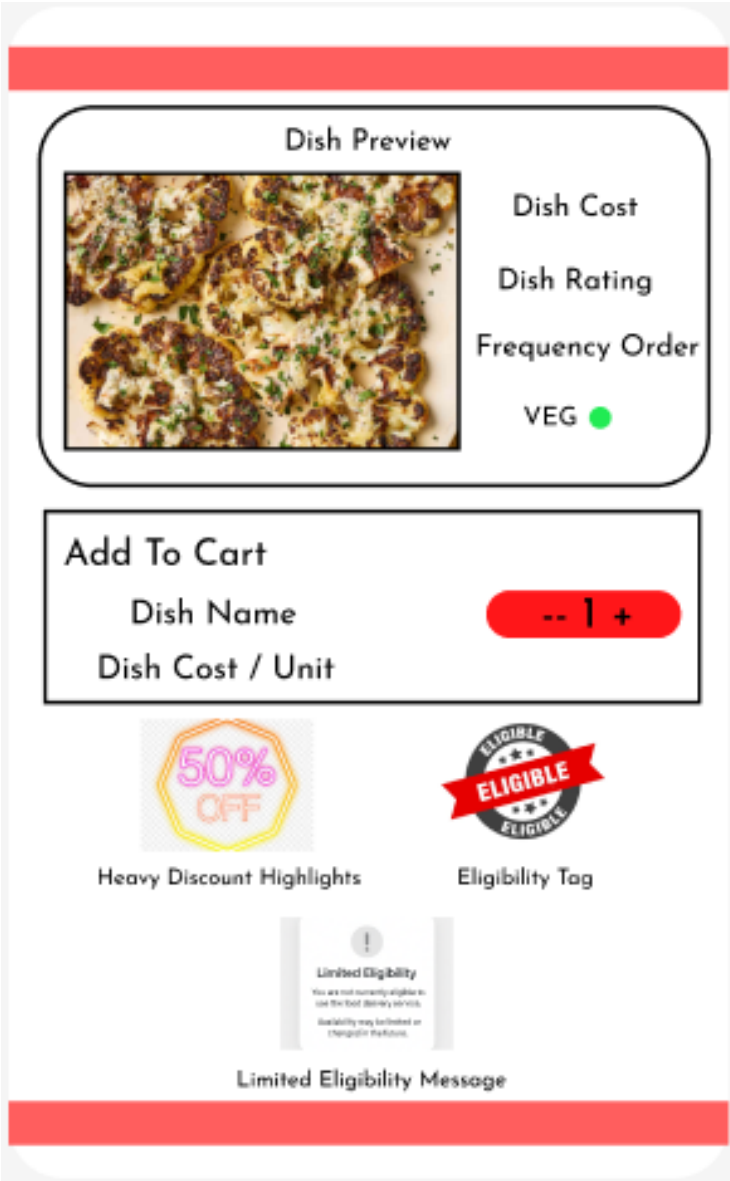 Dish Preview
Dish Cost
Dish Rating
Frequency Order
VEG
Add To Cart
Dish Name
-- 1 +
Dish Cost / Unit
50%
OFF
ELIGIBLE
ELIGIBLE
ELIGIBLE
Heavy Discount Highlights
Eligibility Tag
!
Limited Eligibility
You are not currently eligible to
use the food delivery service.
Availability may be limited or
changed in the future.
Limited Eligibility Message